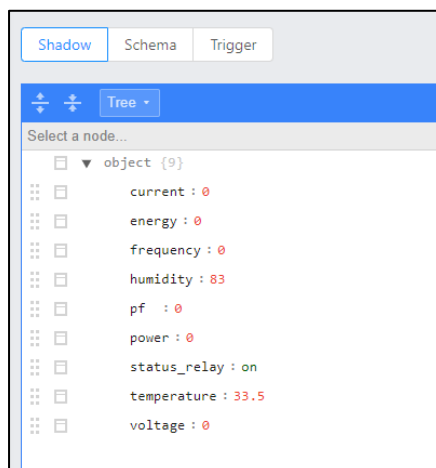 Shadow Schema Trigger
Tree
Select a node...
object {9}
current : 0
energy : 0
frequency : 0
humidity : 83
pf : 0
power : 0
status_relay : on
temperature : 33.5
voltage : 0